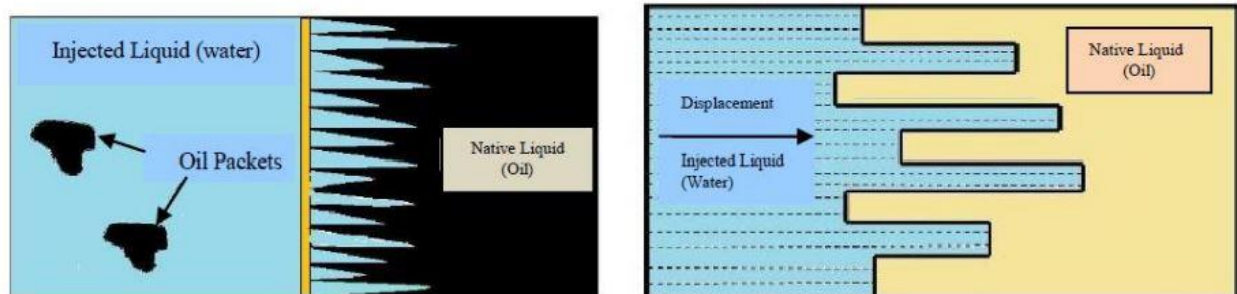 Injected Liquid (water)
Oil Packets
Native Liquid
(Oil)
Displacement
Injected Liquid
(Water)
Native Liquid
(Oil)